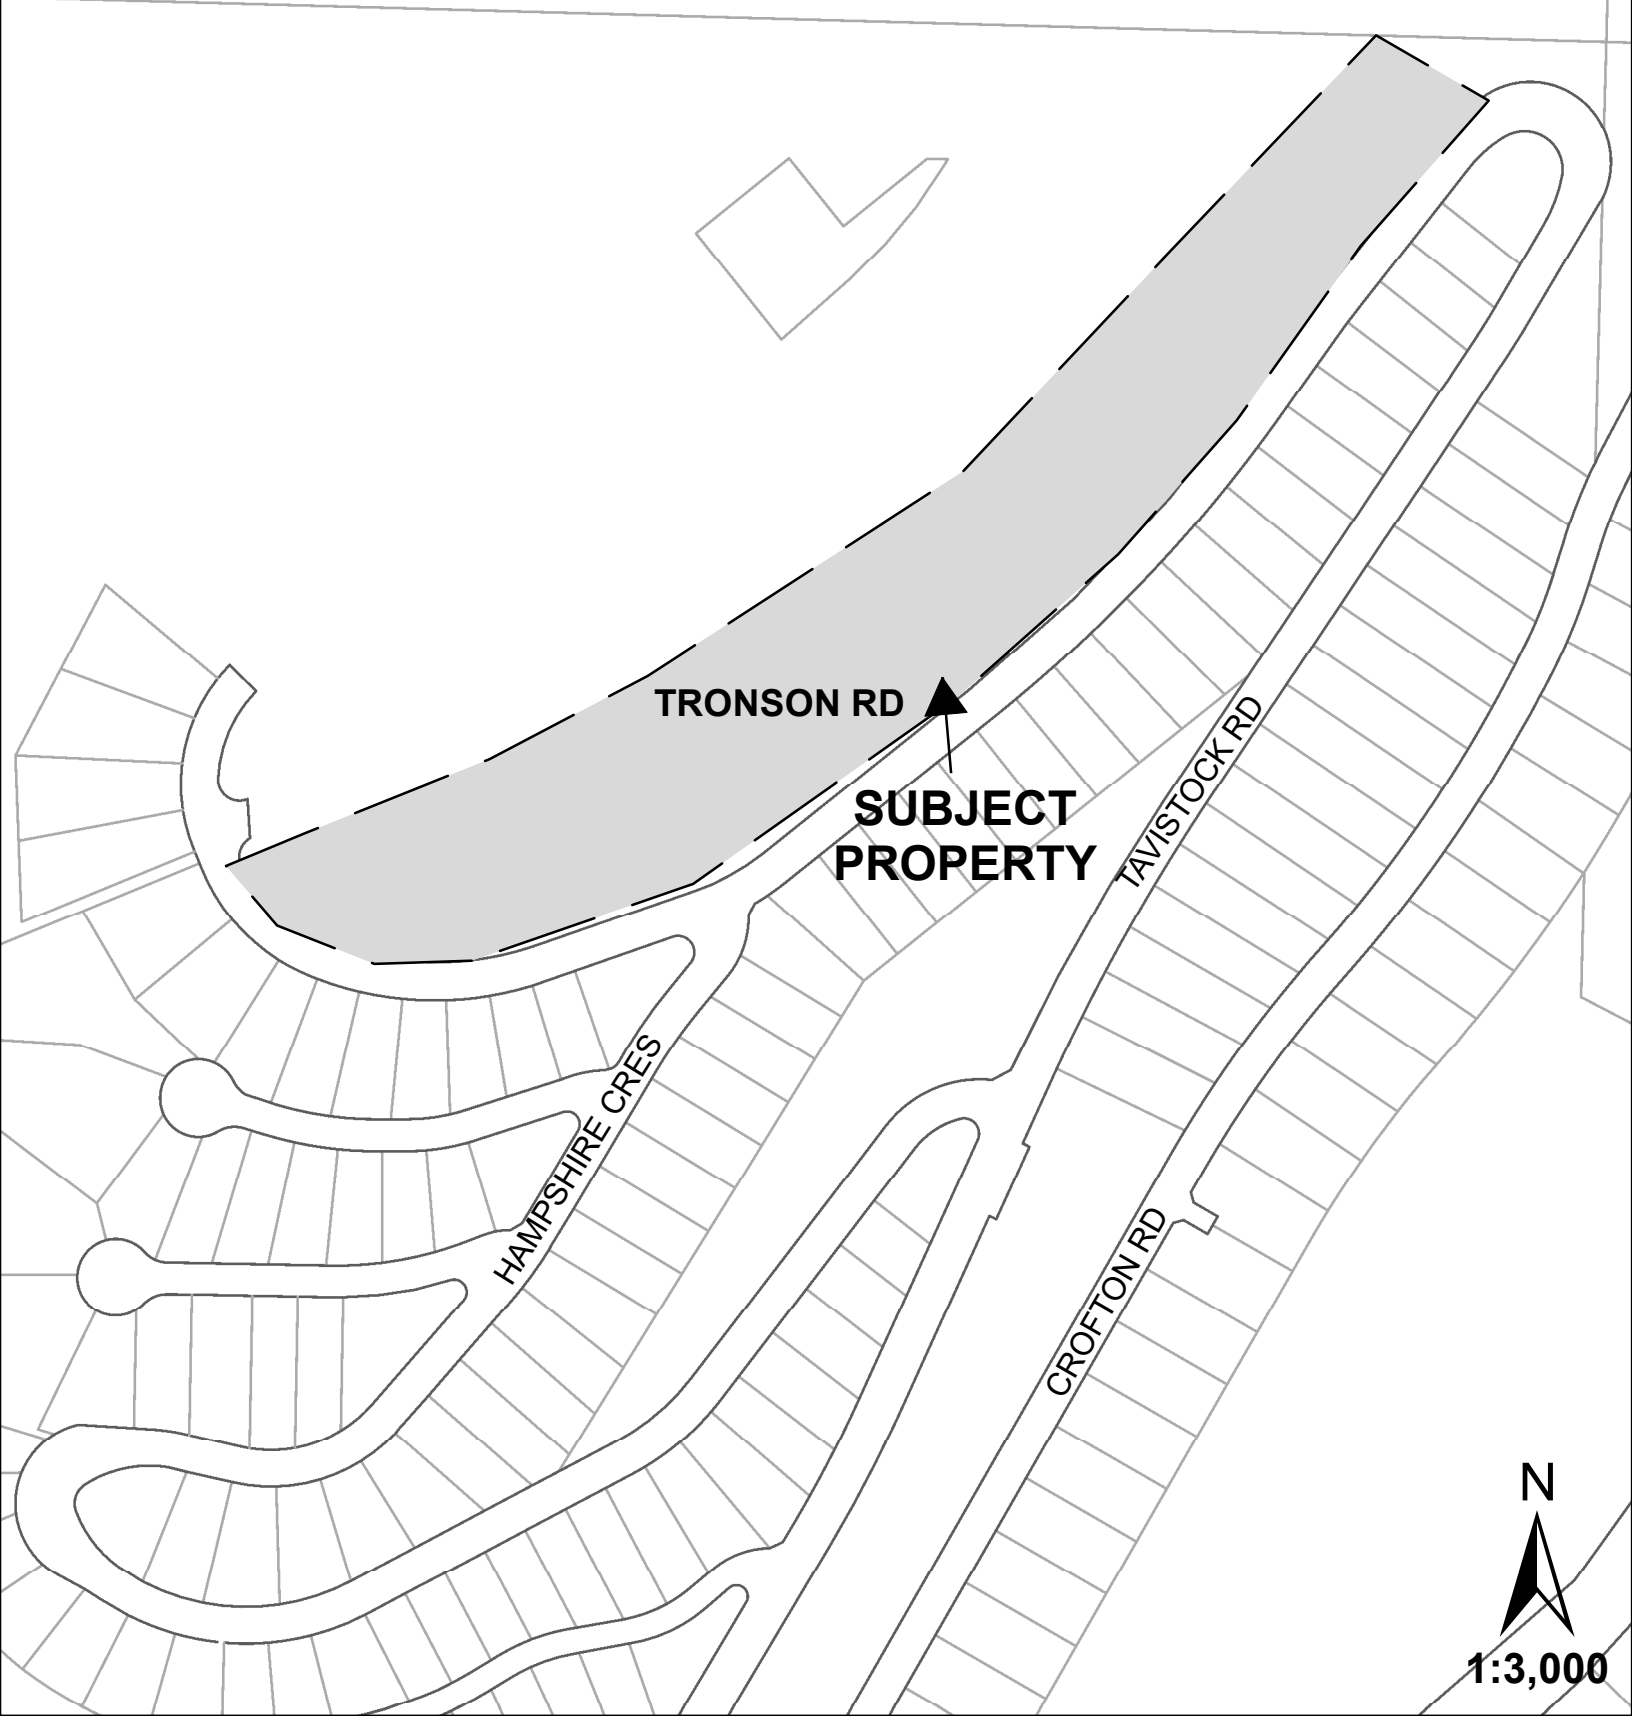 TRONSON RD
SUBJECT
PROPERTY
TAVISTOCK RD
HAMPSHIRE CRES
CROFTON RD
N
1:3,000